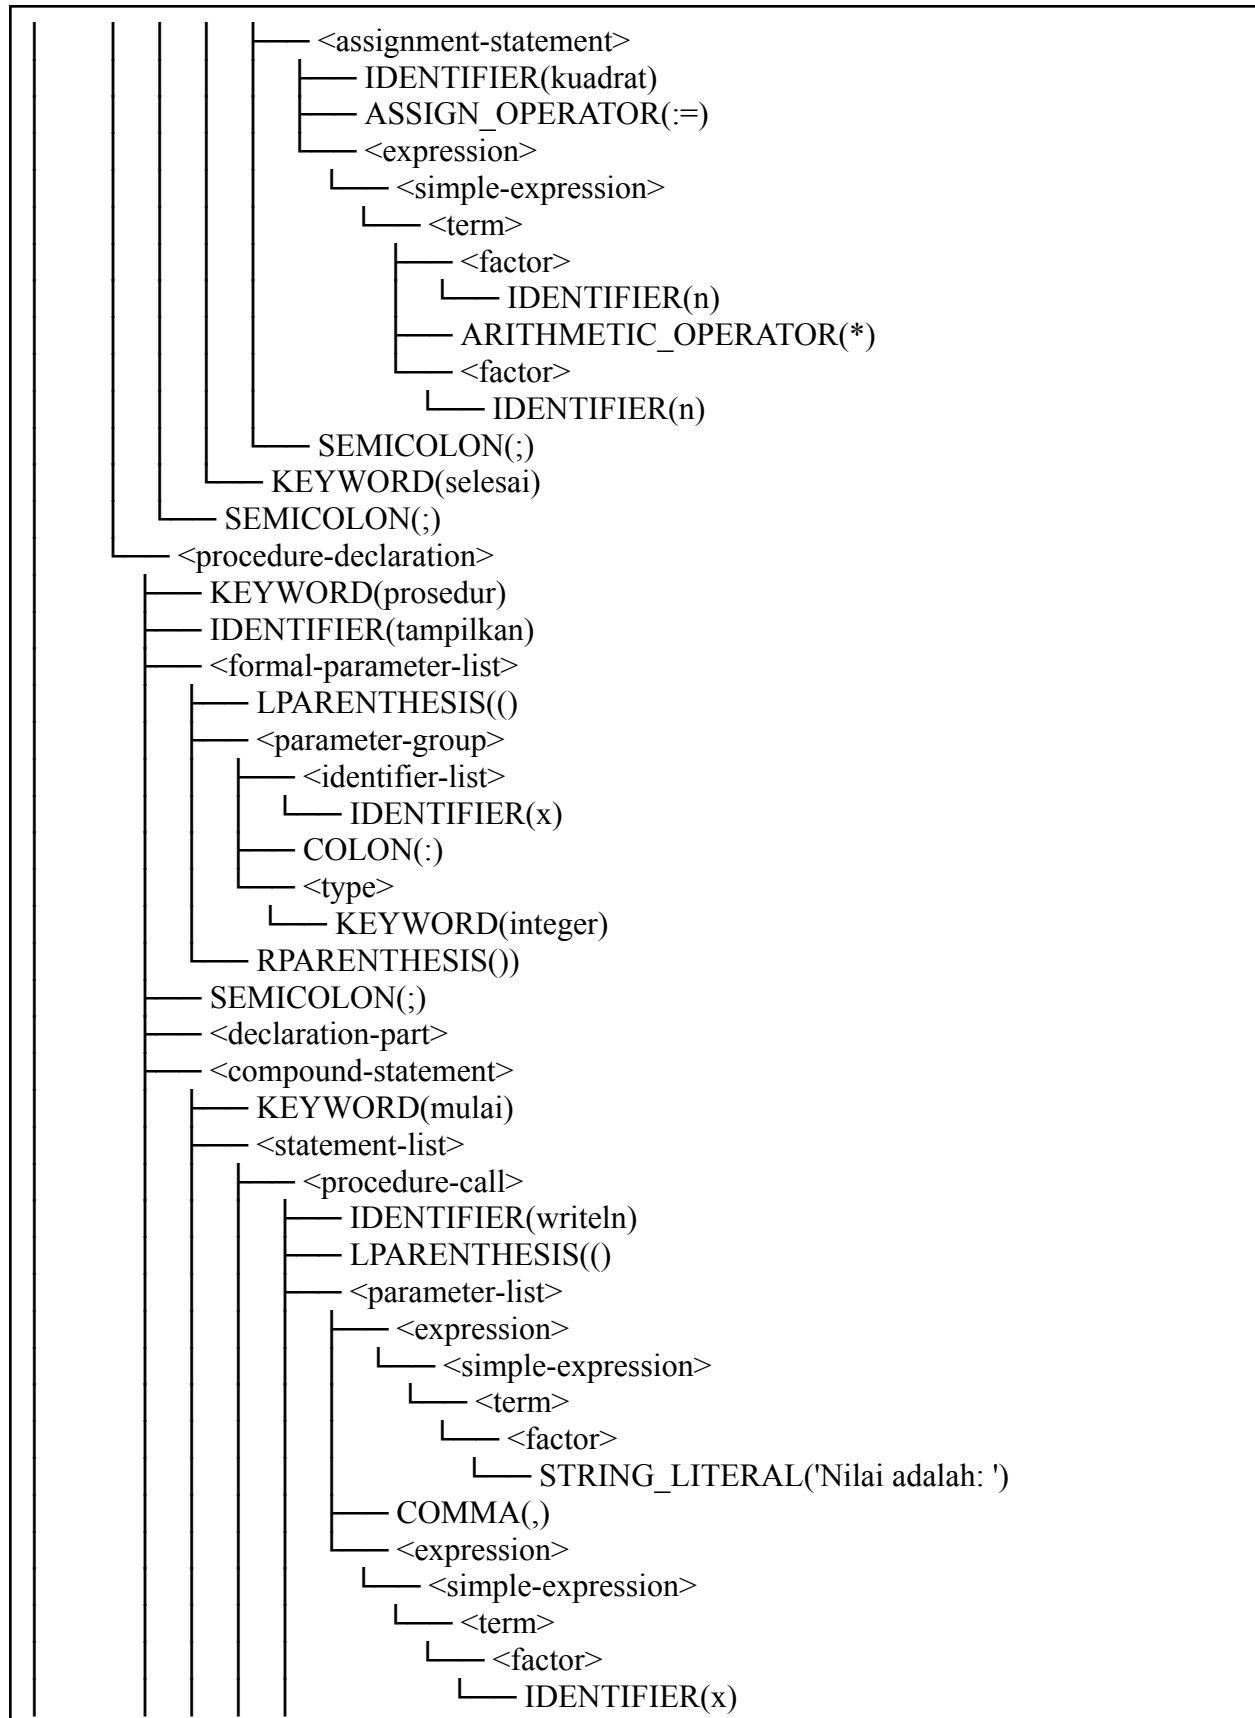 <assignment-statement>
IDENTIFIER(kuadrat)
ASSIGN_OPERATOR(:=)
<expression>
<simple-expression>
<term>
<factor>
IDENTIFIER(n)
ARITHMETIC_OPERATOR(*)
<factor>
IDENTIFIER(n)
SEMICOLON(;)
KEYWORD(selesai)
SEMICOLON(;)
<procedure-declaration>
KEYWORD(prosedur)
IDENTIFIER(tampilkan)
<formal-parameter-list>
LPARENTHESIS(()
<parameter-group>
<identifier-list>
IDENTIFIER(x)
COLON(:)
<type>
KEYWORD(integer)
RPARENTHESIS())
SEMICOLON(;)
<declaration-part>
<compound-statement>
KEYWORD(mulai)
<statement-list>
<procedure-call>
IDENTIFIER(writeln)
LPARENTHESIS(()
<parameter-list>
<expression>
<simple-expression>
<term>
<factor>
STRING_LITERAL('Nilai adalah: ')
COMMA(,)
<expression>
<simple-expression>
<term>
<factor>
IDENTIFIER(x)